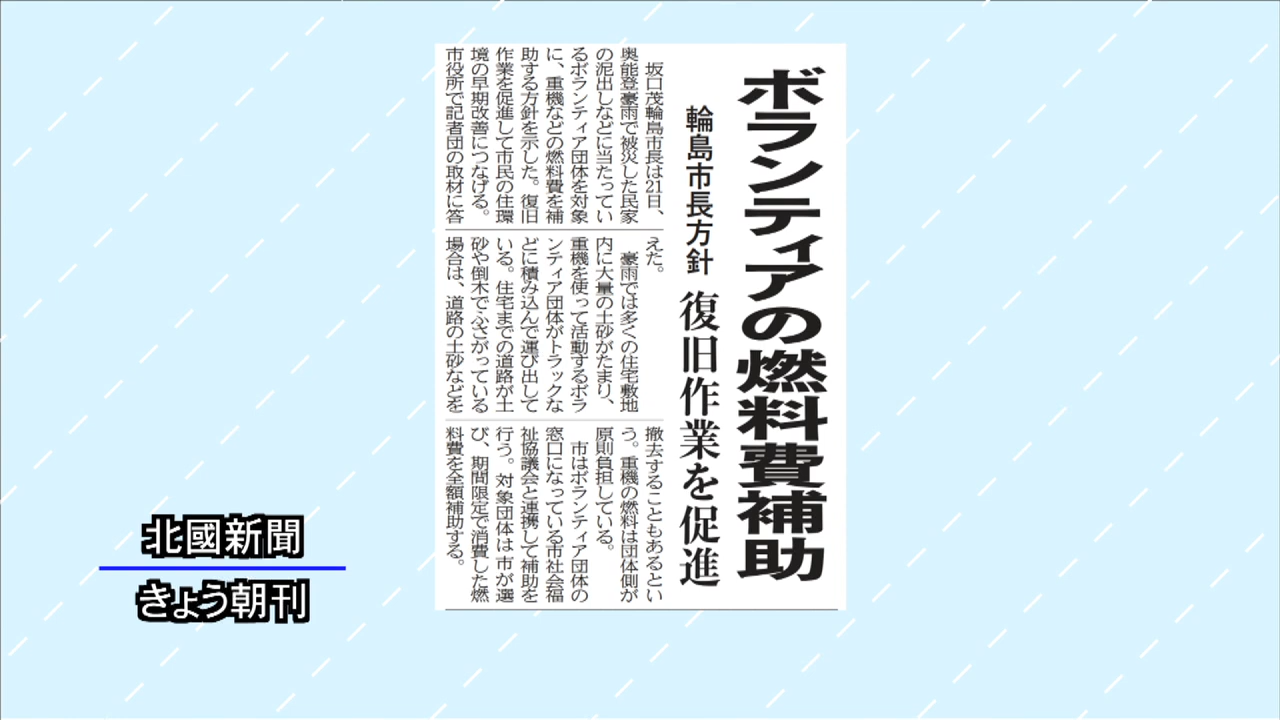 ボランティアの燃料費補助
輪島市長方針 復旧作業を促進
坂口茂輪島市長は21日、
奥能登豪雨で被災した民家
の泥出しなどに当たってい
るボランティア団体を対象
に、重機などの燃料費を補
助する方針を示した。復旧
作業を促進して市民の住環
境の早期改善につなげる。
市役所で記者団の取材に答
えた。
豪雨では多くの住宅敷地
内に大量の土砂がたまり、
重機を使って活動するボラ
ンティア団体がトラックな
どに積み込んで運び出して
いる。住宅までの道路が土
砂や倒木でふさがっている
場合は、道路の土砂などを
撤去することもあるとい
う。重機の燃料は団体側が
原則負担している。
市はボランティア団体の
窓口になっている市社会福
祉協議会と連携して補助を
行う。対象団体は市が選
び、期間限定で消費した燃
料費を全額補助する。
北國新聞
きょう朝刊